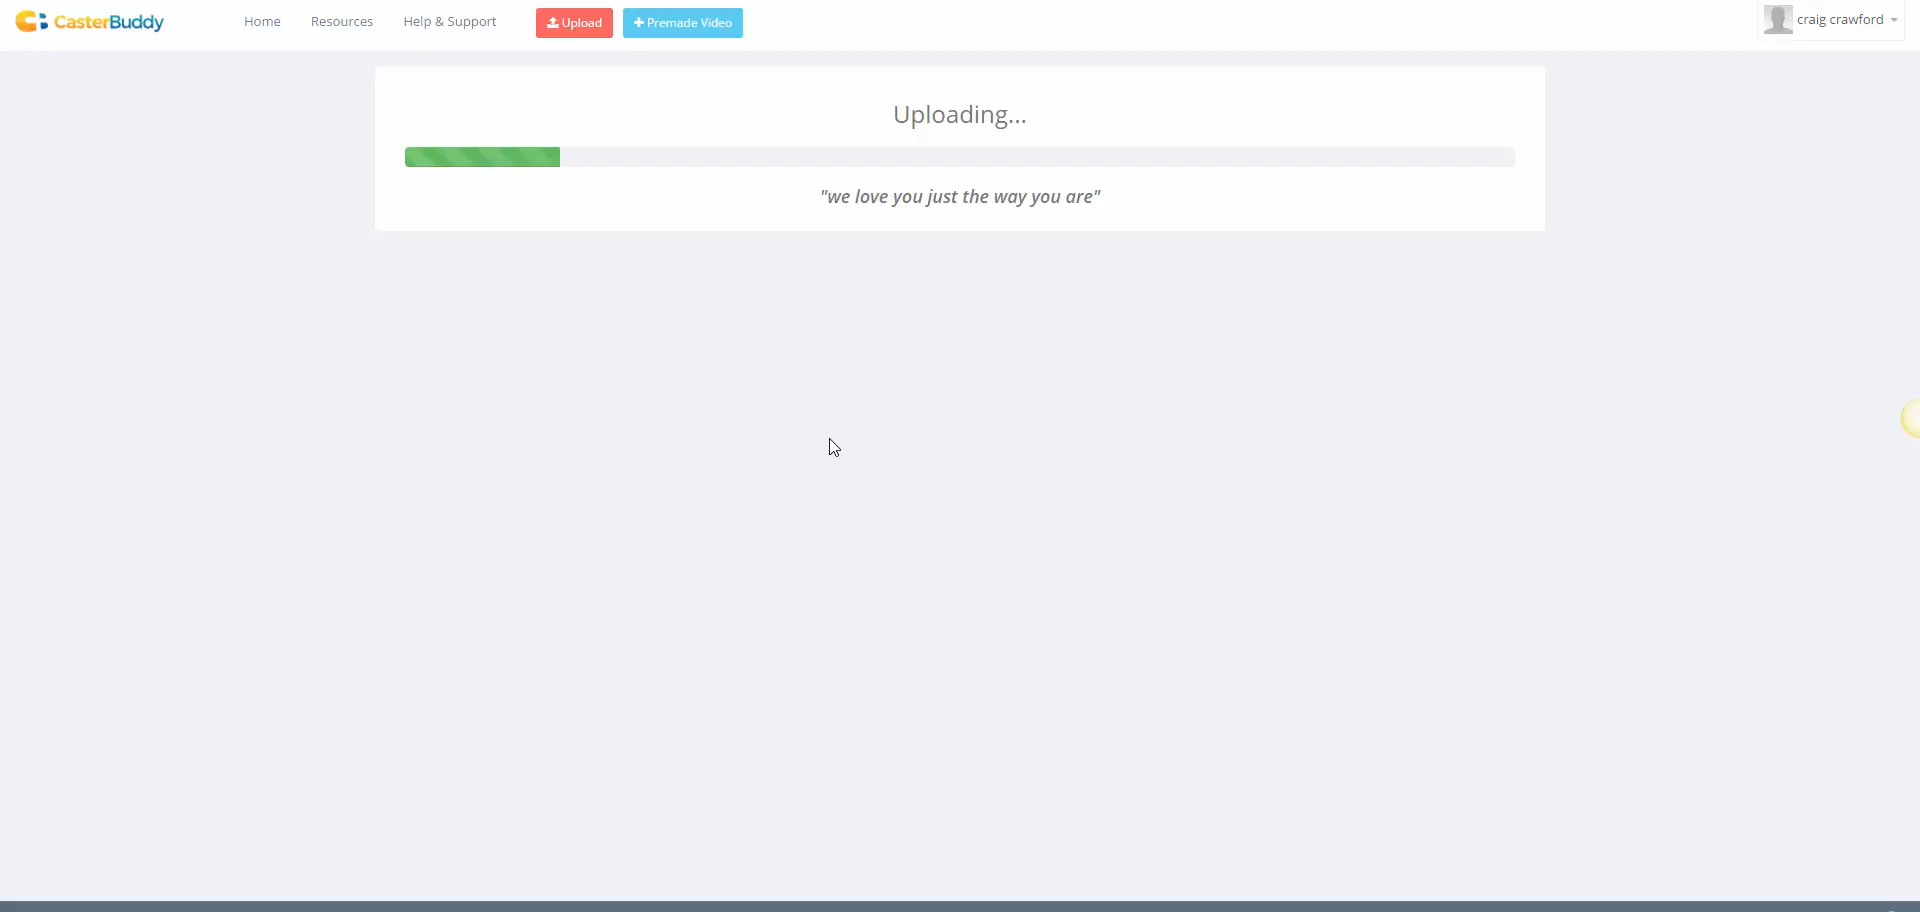 CasterBuddy
Home
Resources
Help & Support
Upload
Premade Video
craig crawford
Uploading...
"we love you just the way you are"